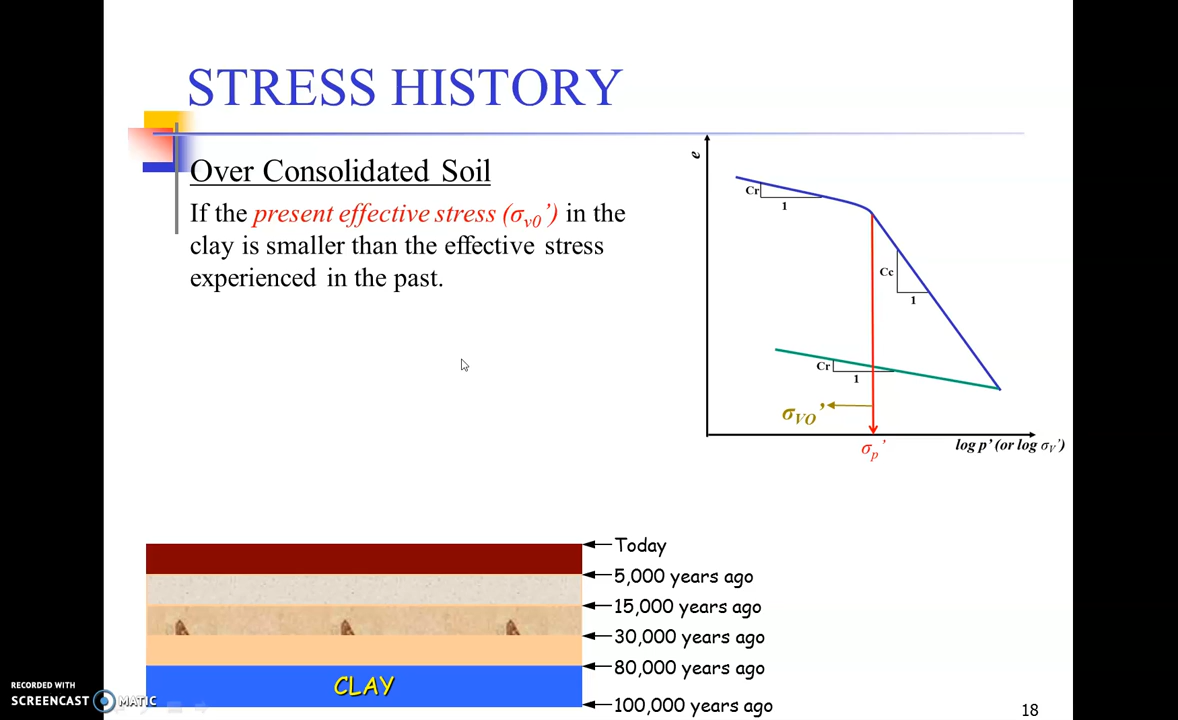 STRESS HISTORY
Over Consolidated Soil
If the present effective stress (σv0’) in the
clay is smaller than the effective stress
experienced in the past.
e
Cr
1
Cc
1
Cr
1
σVO’
σp’
log p’ (or log σV’)
Today
5,000 years ago
15,000 years ago
30,000 years ago
80,000 years ago
CLAY
100,000 years ago
RECORDED WITH
SCREENCAST MATIC
18